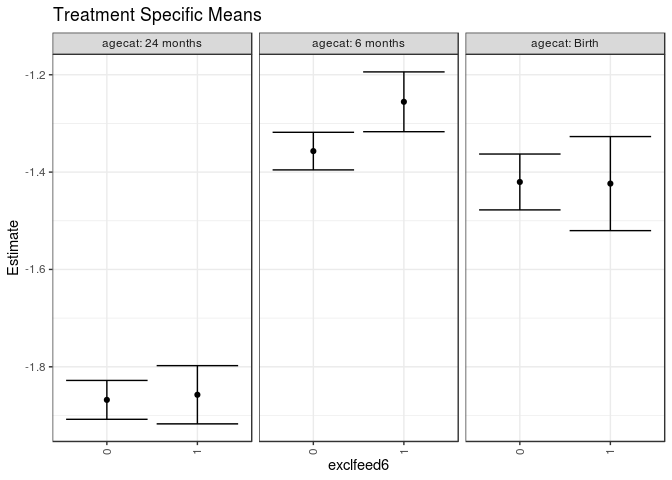 Treatment Specific Means
agecat: 24 months
agecat: 6 months
agecat: Birth
-1.2
-1.4
-1.6
-1.8
Estimate
0
1
0
1
0
1
exclfeed6